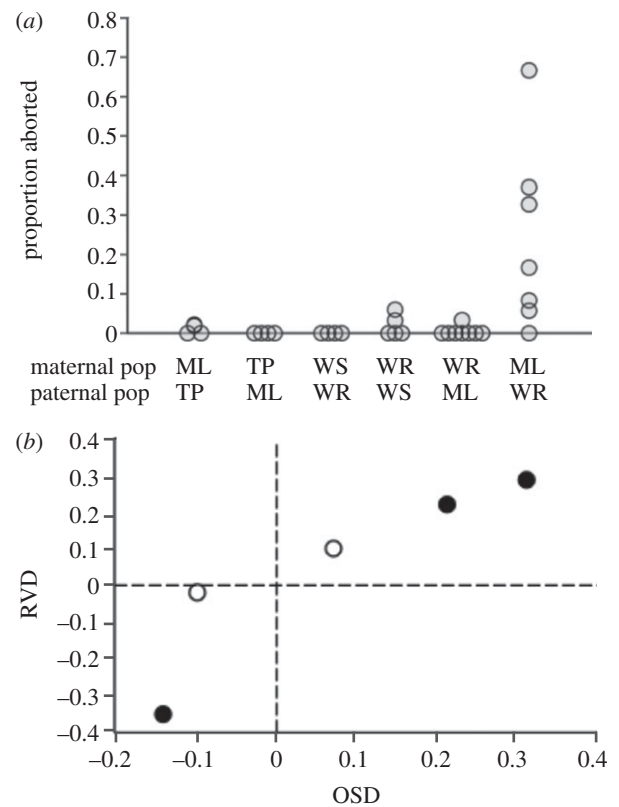 (a)
0.8
0.7
0.6
0.5
0.4
0.3
0.2
0.1
0
proportion aborted
maternal pop ML TP WS WR WR ML
paternal pop TP ML WR WS ML WR
(b)
0.4
0.3
0.2
0.1
0
–0.1
–0.2
–0.3
–0.4
RVD
–0.2 –0.1 0 0.1 0.2 0.3 0.4
OSD